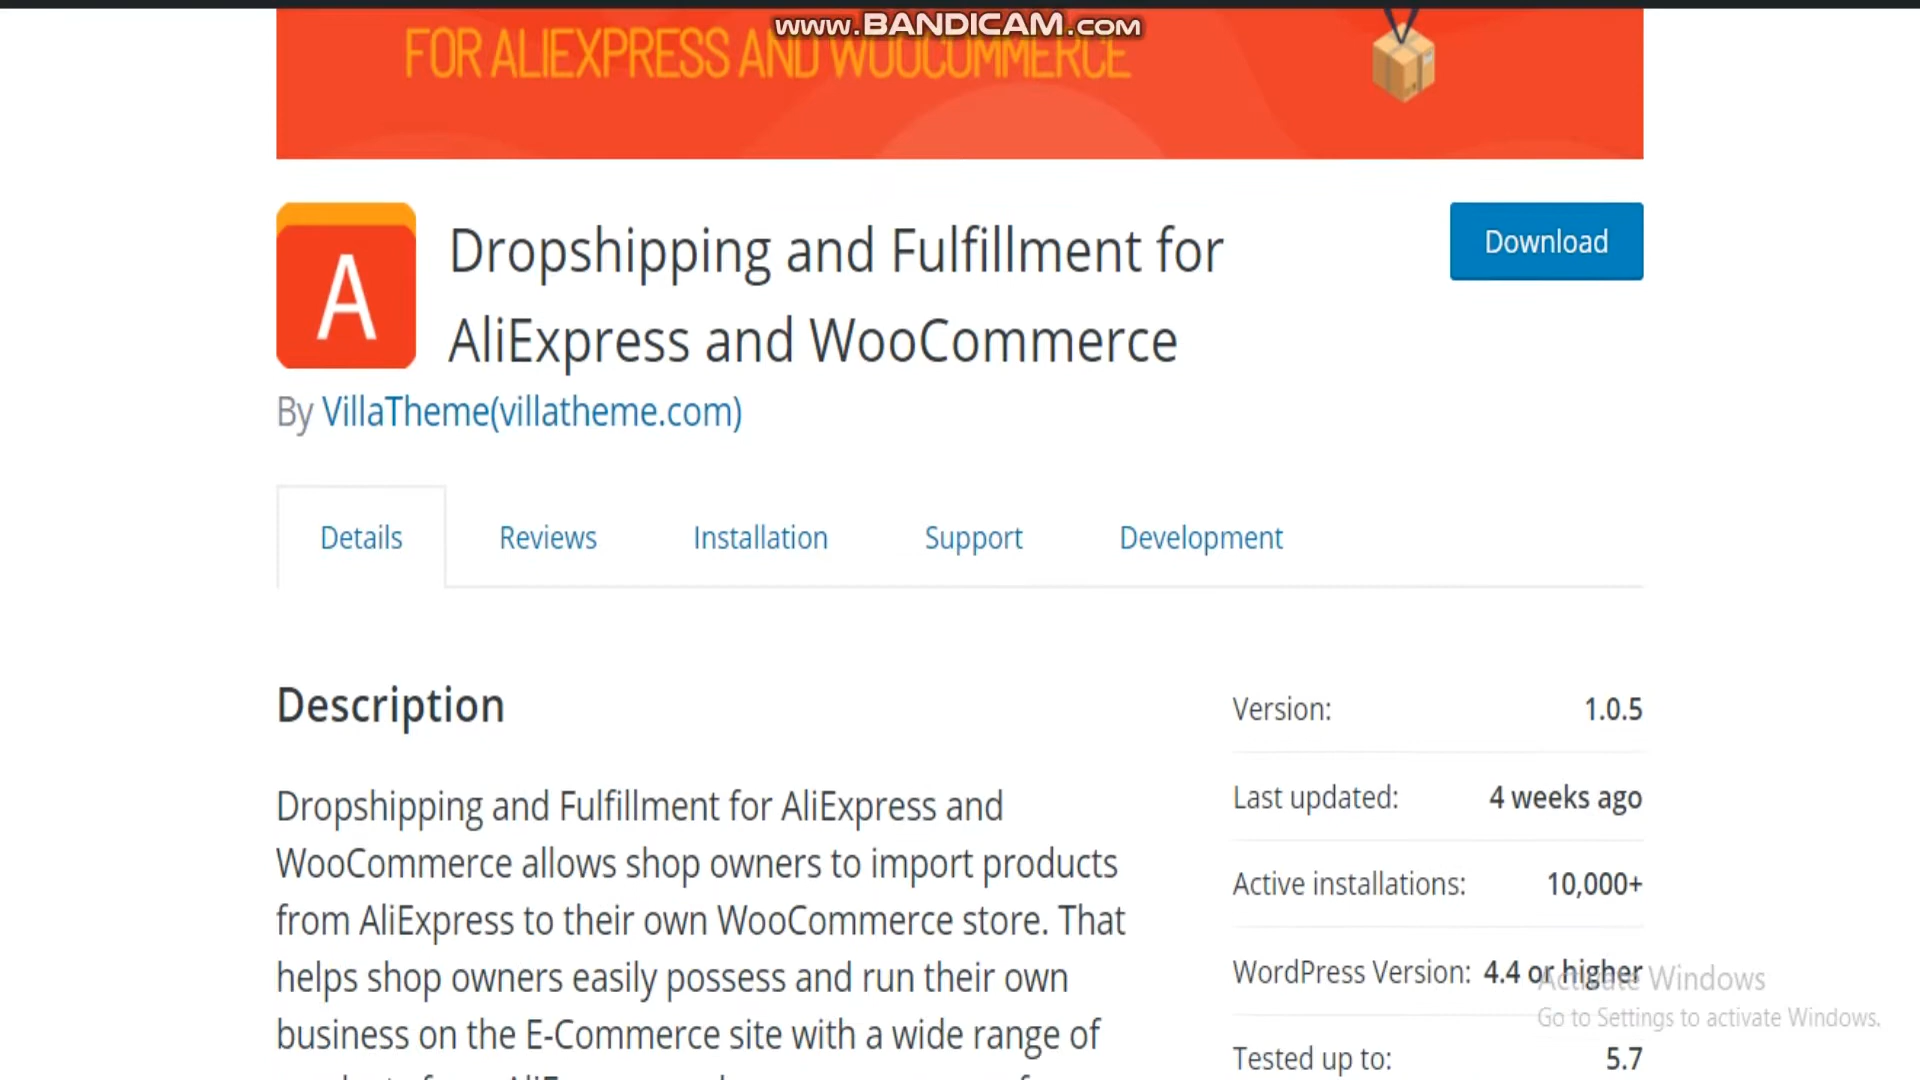 www.BANDICAM.com
FOR ALIEXPRESS AND WOOCOMMERCE
A
Dropshipping and Fulfillment for
AliExpress and WooCommerce
Download
By VillaTheme(villatheme.com)
Details
Reviews
Installation
Support
Development
Description
Dropshipping and Fulfillment for AliExpress and
WooCommerce allows shop owners to import products
from AliExpress to their own WooCommerce store. That
helps shop owners easily possess and run their own
business on the E-Commerce site with a wide range of
Version: 1.0.5
Last updated: 4 weeks ago
Active installations: 10,000+
WordPress Version: 4.4 or higher
Tested up to: 5.7
Activate Windows
Go to Settings to activate Windows.